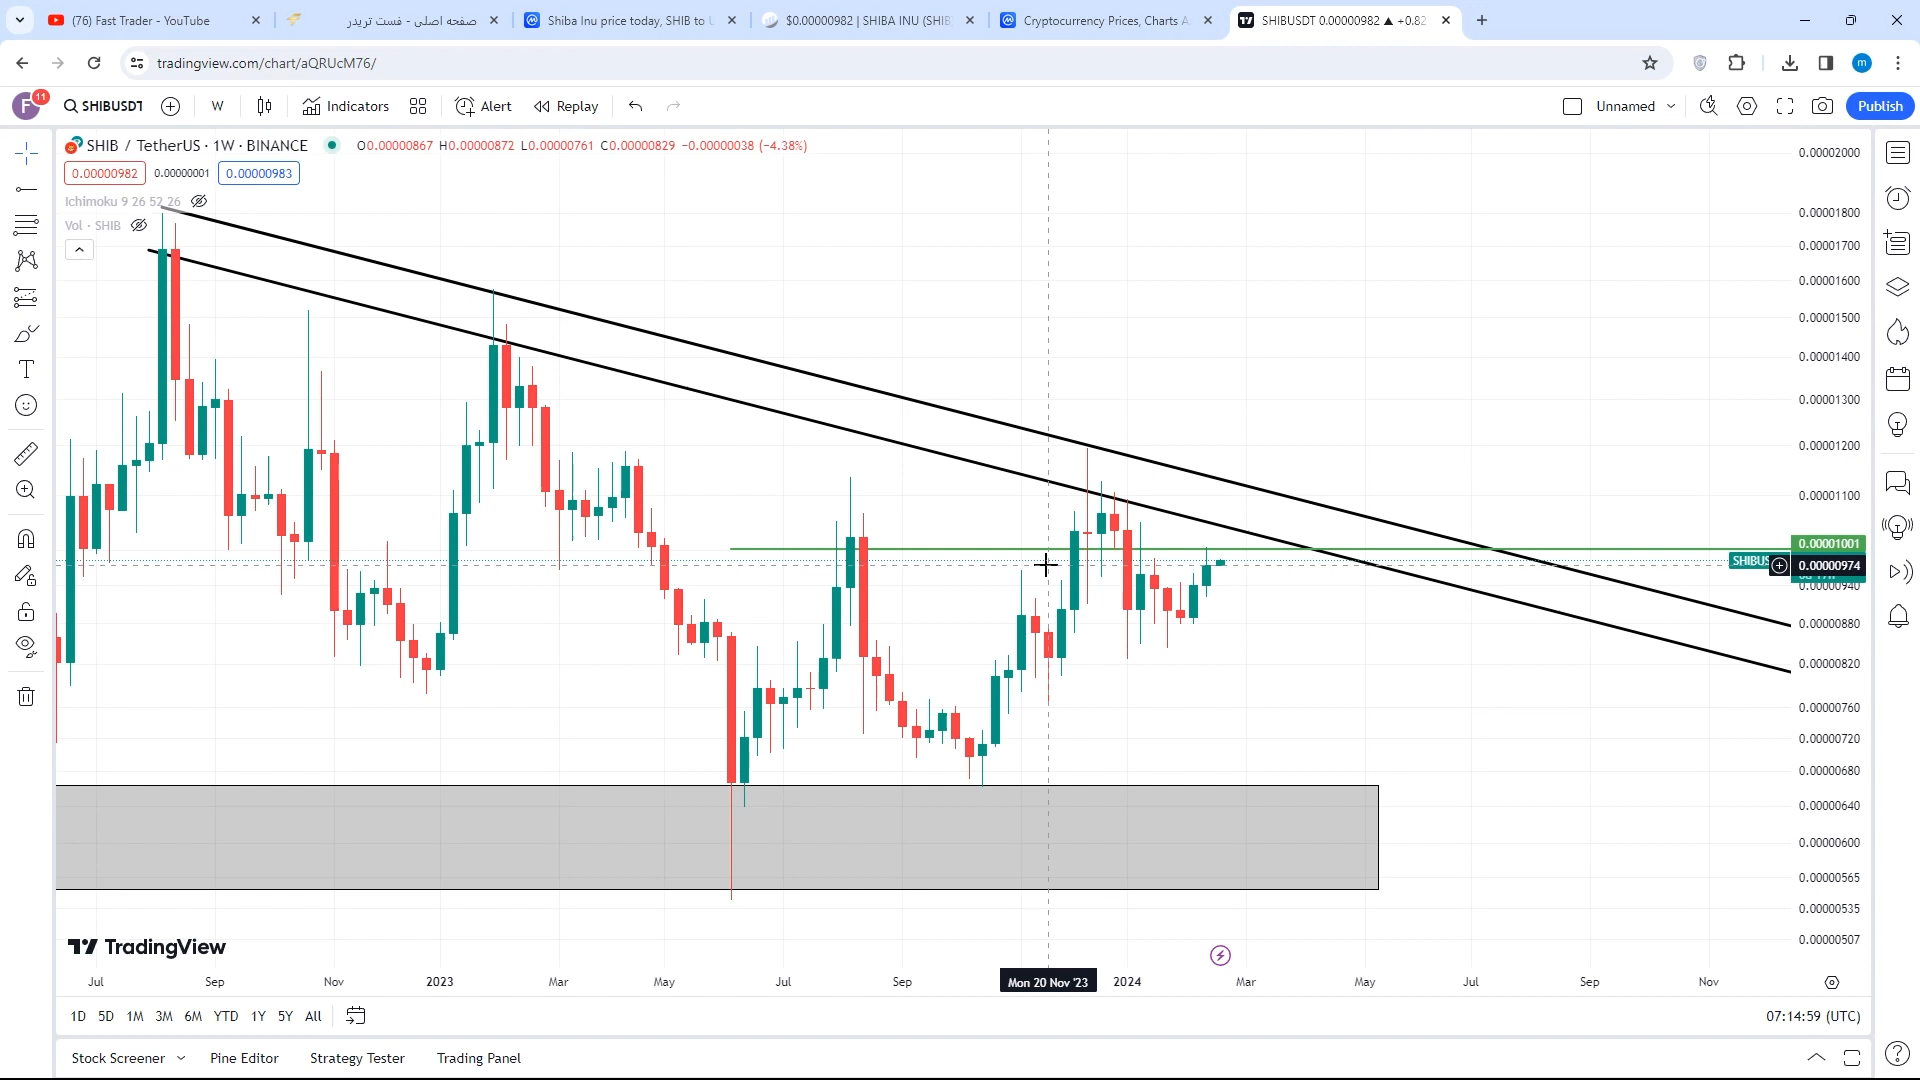 (76) Fast Trader - YouTube
صفحه اصلی - فست تریدر
Shiba Inu price today, SHIB to U
$0.00000982 | SHIBA INU (SHIB
Cryptocurrency Prices, Charts A
SHIBUSDT 0.00000982 ▲ +0.82
tradingview.com/chart/aQRUcM76/
m
F
11
SHIBUSDT
W
Indicators
Alert
Replay
Unnamed
Publish
SHIB / TetherUS · 1W · BINANCE
O0.00000867 H0.00000872 L0.00000761 C0.00000829 −0.00000038 (−4.38%)
0.00000982
0.00000001
0.00000983
Ichimoku 9 26 52 26
Vol · SHIB
0.00002000
0.00001800
0.00001700
0.00001600
0.00001500
0.00001400
0.00001300
0.00001200
0.00001100
0.00001001
SHIBUS
0.00000974
0.00000940
0.00000880
0.00000820
0.00000760
0.00000720
0.00000680
0.00000640
0.00000600
0.00000565
0.00000535
0.00000507
TradingView
Jul
Sep
Nov
2023
Mar
May
Jul
Sep
Mon 20 Nov '23
2024
Mar
May
Jul
Sep
Nov
1D 5D 1M 3M 6M YTD 1Y 5Y All
07:14:59 (UTC)
Stock Screener
Pine Editor
Strategy Tester
Trading Panel